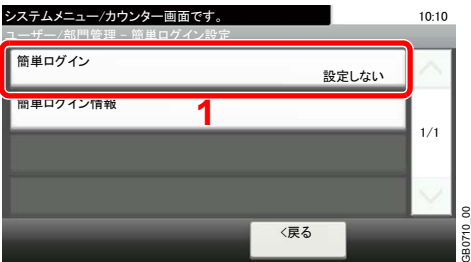 システムメニュー/カウンター画面です。
10:10
ユーザー/部門管理 - 簡単ログイン設定
簡単ログイン
設定しない
簡単ログイン情報
1
1/1
<戻る
GB0710_00